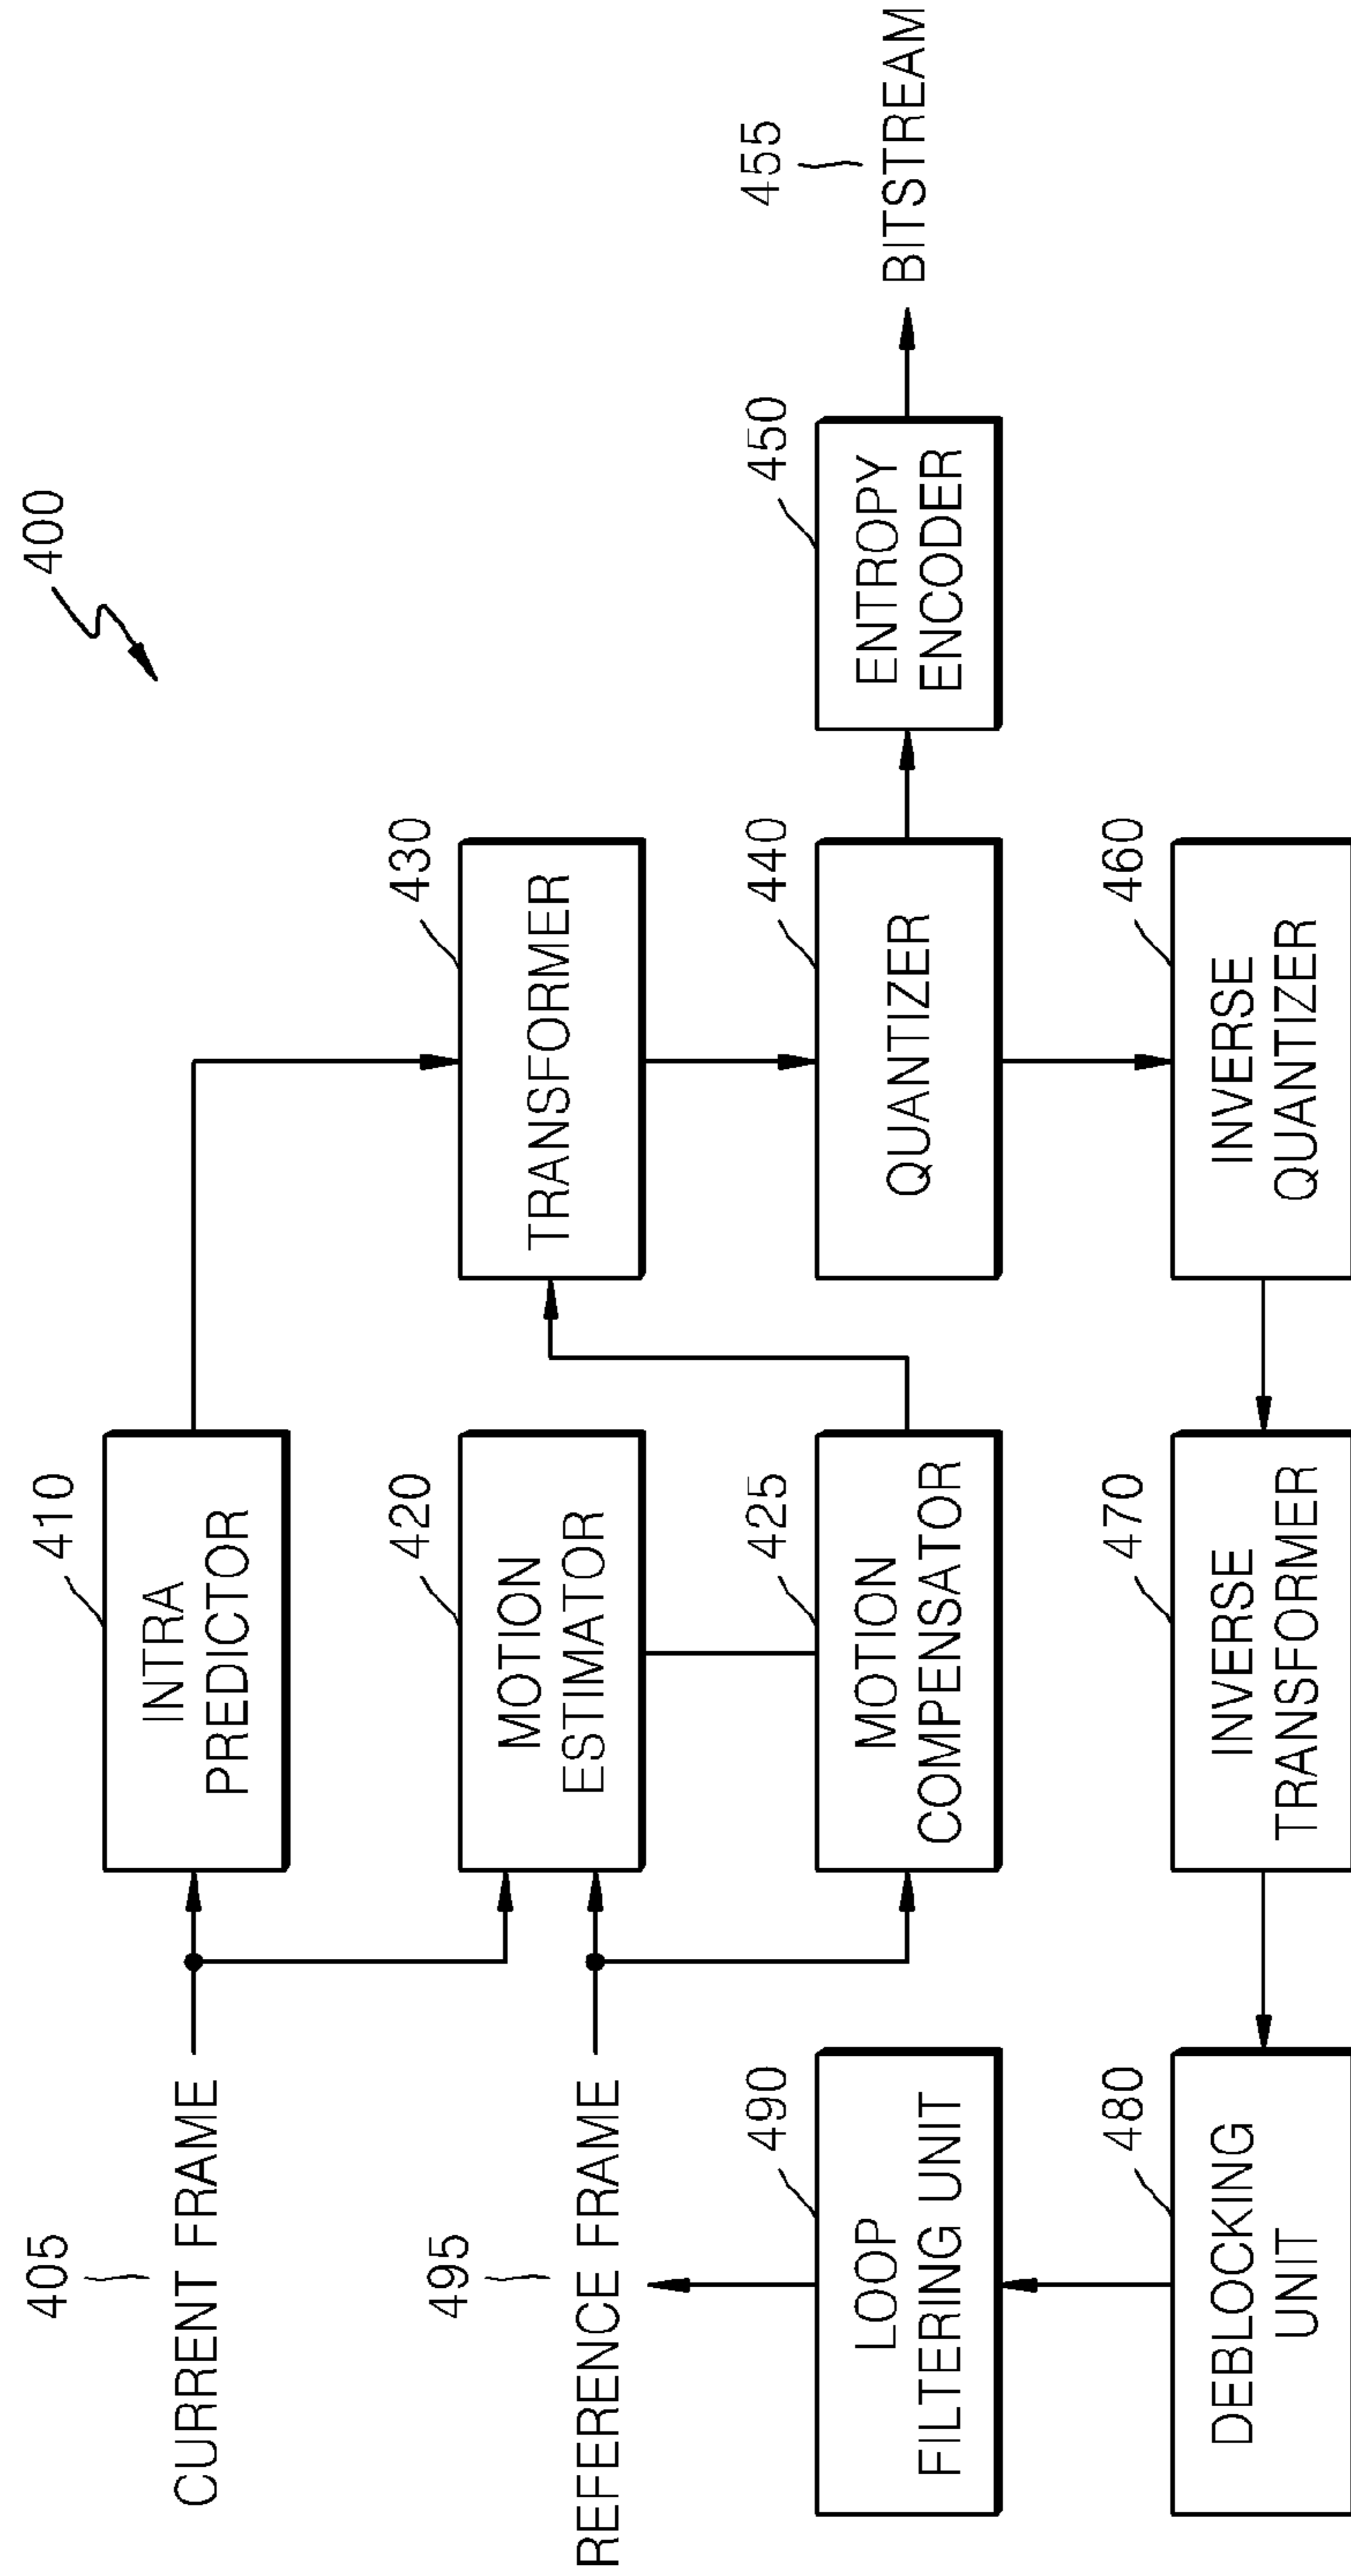 400
405
CURRENT FRAME
410
INTRA
PREDICTOR
495
REFERENCE FRAME
420
MOTION
ESTIMATOR
430
TRANSFORMER
490
LOOP
FILTERING UNIT
425
MOTION
COMPENSATOR
440
QUANTIZER
450
ENTROPY
ENCODER
455
BITSTREAM
480
DEBLOCKING
UNIT
470
INVERSE
TRANSFORMER
460
INVERSE
QUANTIZER